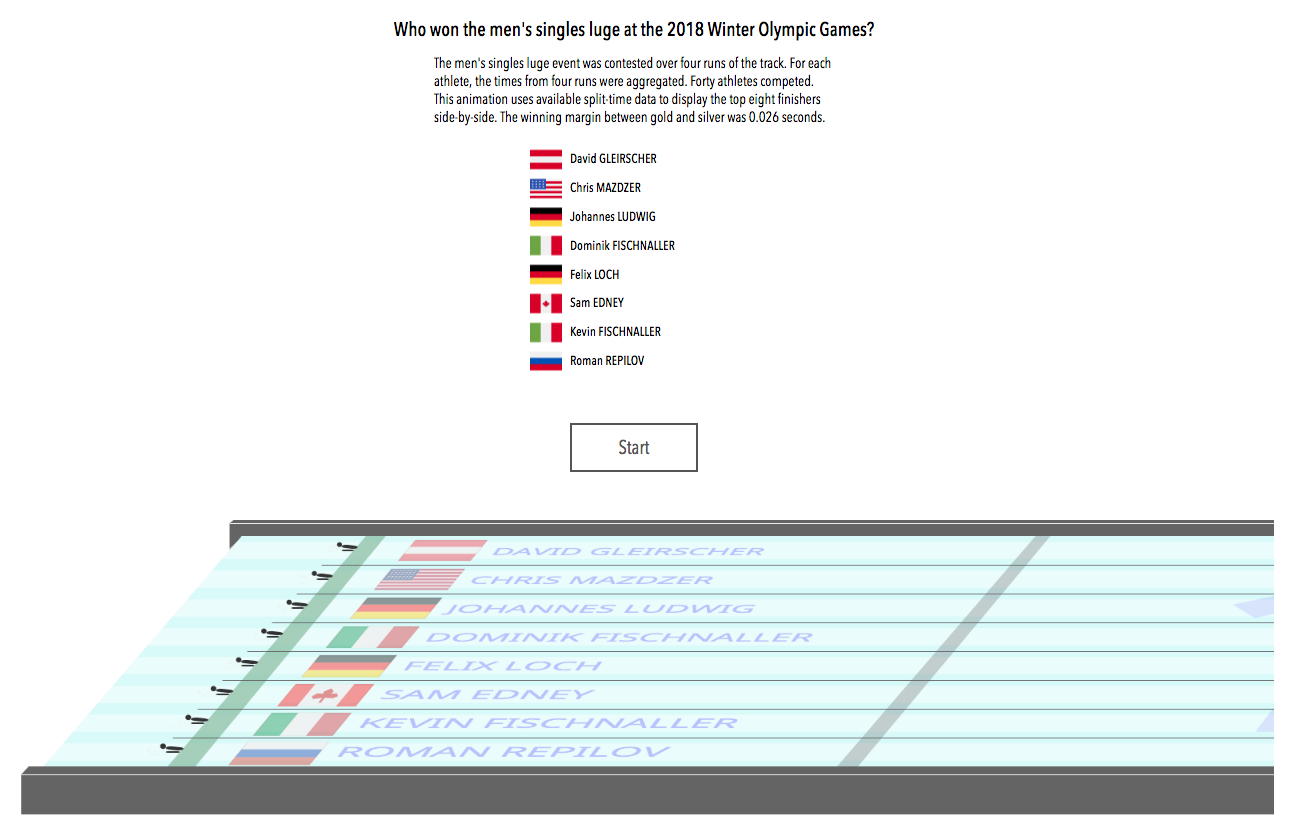 Who won the men's singles luge at the 2018 Winter Olympic Games?
The men's singles luge event was contested over four runs of the track. For each
athlete, the times from four runs were aggregated. Forty athletes competed.
This animation uses available split-time data to display the top eight finishers
side-by-side. The winning margin between gold and silver was 0.026 seconds.
David GLEIRSCHER
Chris MAZDZER
Johannes LUDWIG
Dominik FISCHNALLER
Felix LOCH
Sam EDNEY
Kevin FISCHNALLER
Roman REPILOV
Start
DAVID GLEIRSCHER
CHRIS MAZDZER
JOHANNES LUDWIG
DOMINIK FISCHNALLER
FELIX LOCH
SAM EDNEY
KEVIN FISCHNALLER
ROMAN REPILOV